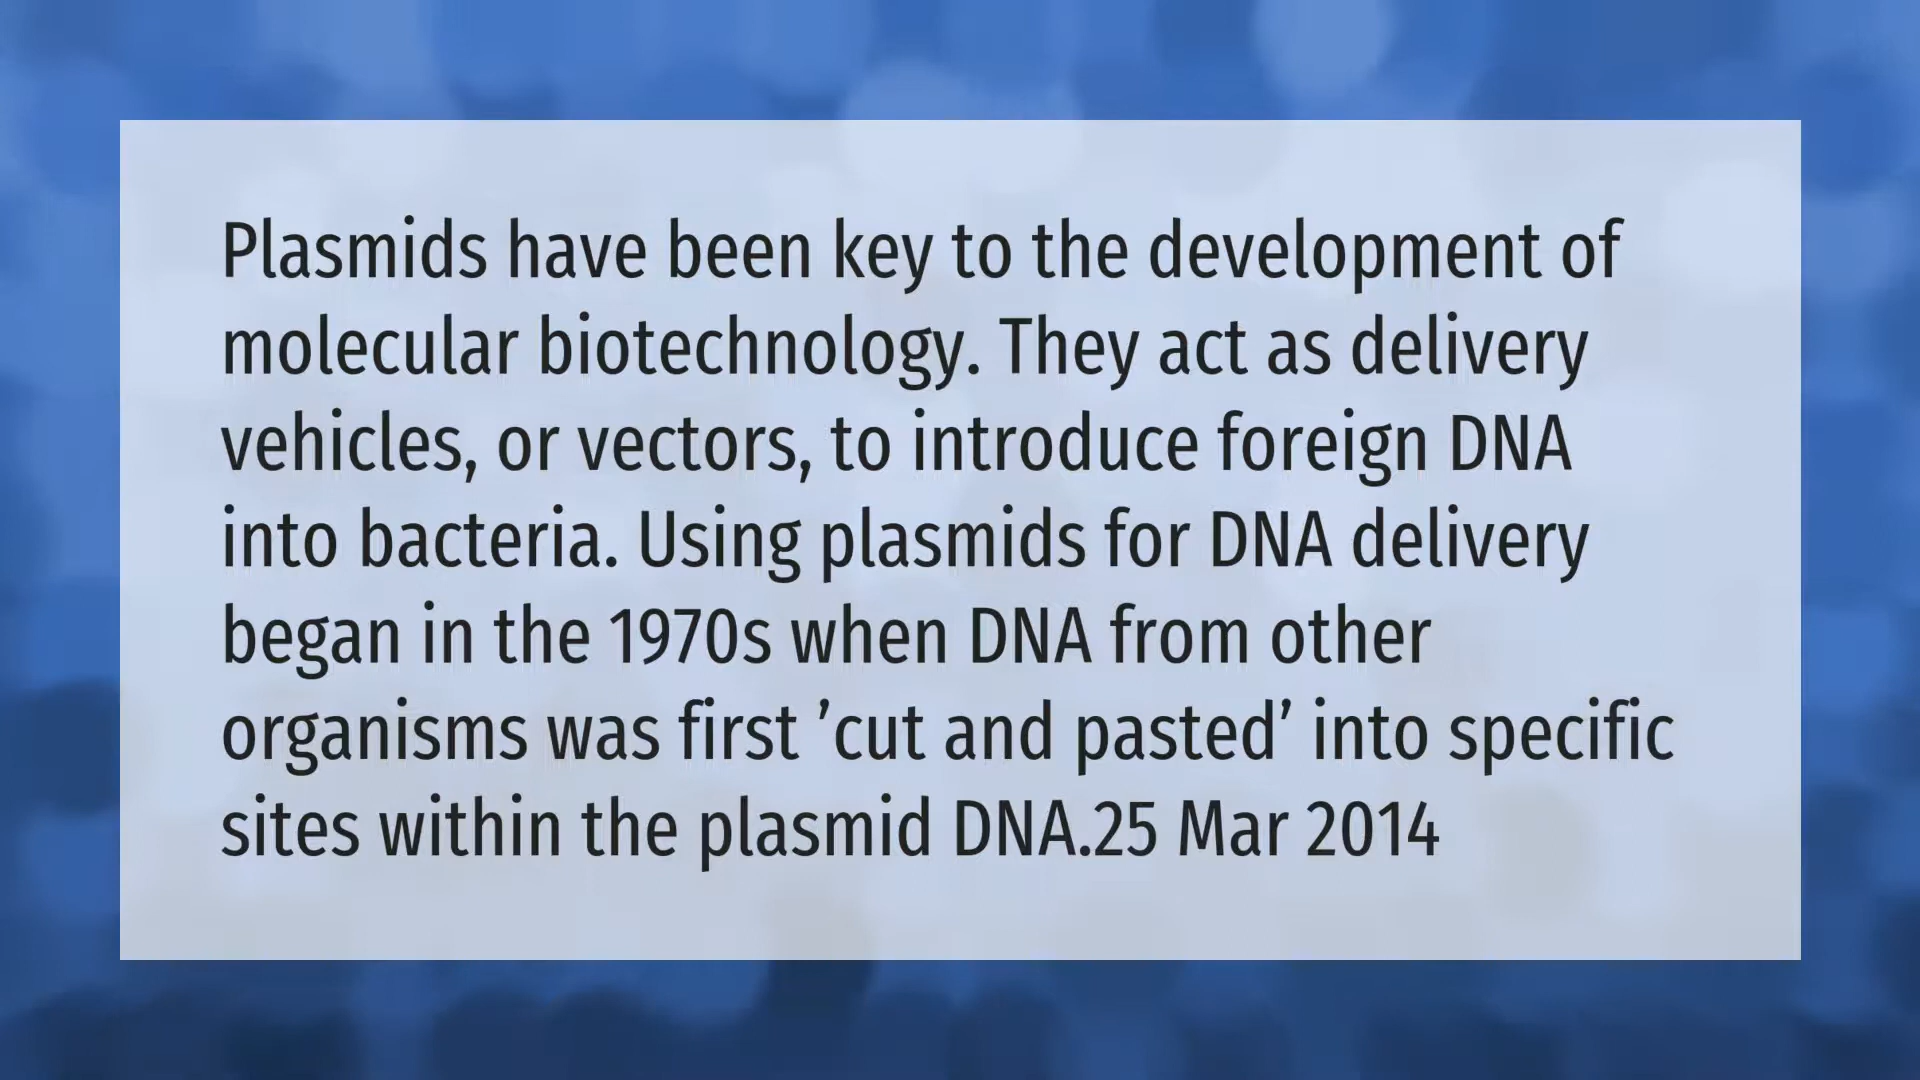 Plasmids have been key to the development of
molecular biotechnology. They act as delivery
vehicles, or vectors, to introduce foreign DNA
into bacteria. Using plasmids for DNA delivery
began in the 1970s when DNA from other
organisms was first ’cut and pasted’ into specific
sites within the plasmid DNA.25 Mar 2014